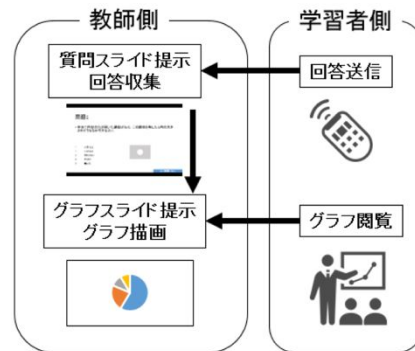 教師側
学習者側
質問スライド提示
回答収集
回答送信
グラフスライド提示
グラフ描画
グラフ閲覧